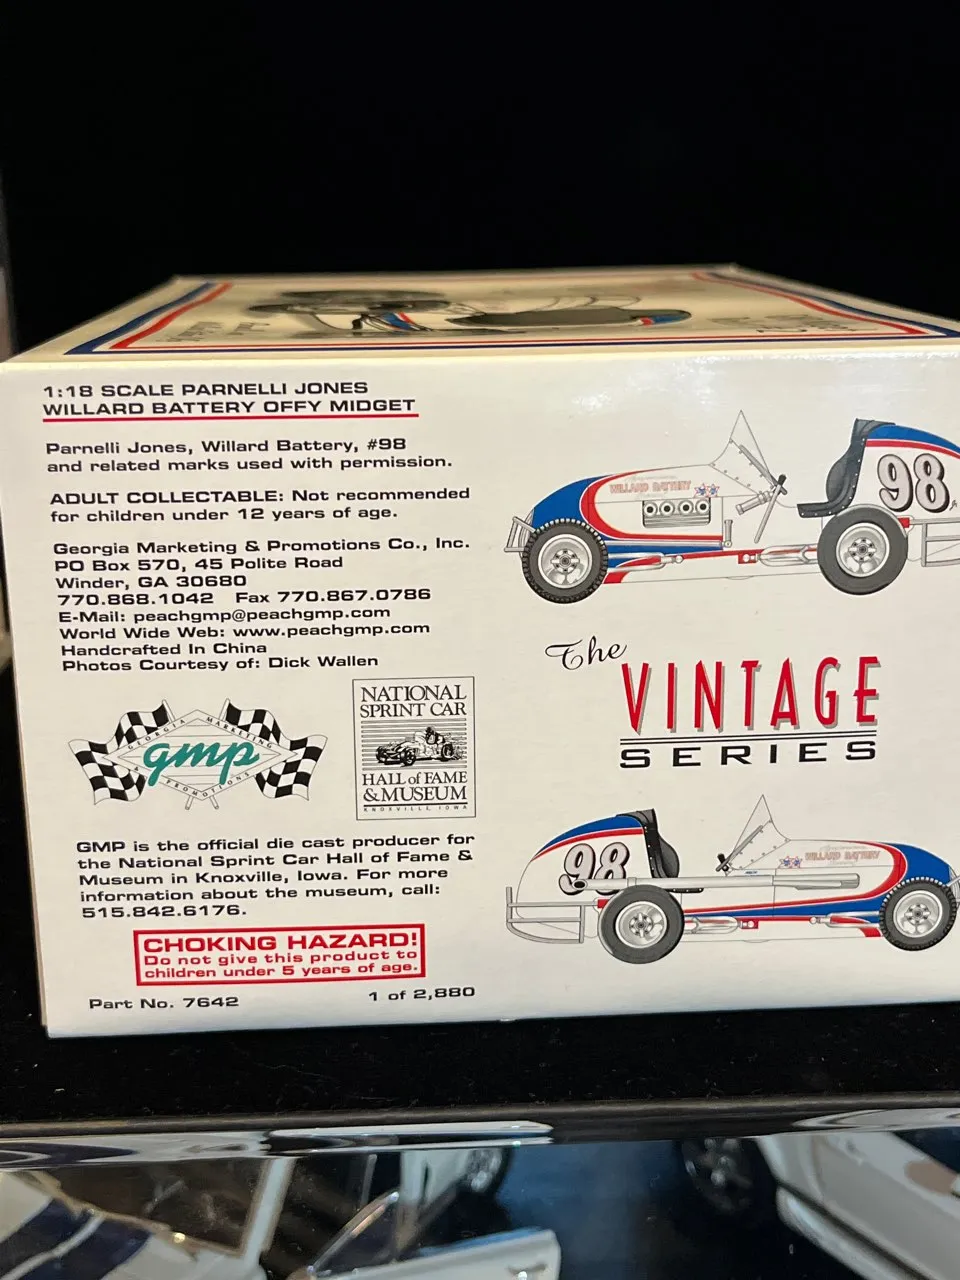 1:18 SCALE PARNELLI JONES
WILLARD BATTERY OFFY MIDGET
Parnelli Jones, Willard Battery, #98
and related marks used with permission.
ADULT COLLECTABLE: Not recommended
for children under 12 years of age.
Georgia Marketing & Promotions Co., Inc.
PO Box 570, 45 Polite Road
Winder, GA 30680
770.868.1042 Fax 770.867.0786
E-Mail: peachgmp@peachgmp.com
World Wide Web: www.peachgmp.com
Handcrafted In China
Photos Courtesy of: Dick Wallen
GEORGIA MARKETING
gmp
& PROMOTIONS
NATIONAL
SPRINT CAR
HALL of FAME
& MUSEUM
KNOXVILLE, IOWA
GMP is the official die cast producer for
the National Sprint Car Hall of Fame &
Museum in Knoxville, Iowa. For more
information about the museum, call:
515.842.6176.
CHOKING HAZARD!
Do not give this product to
children under 5 years of age.
Part No. 7642
1 of 2,880
WILLARD BATTERY
98
The
VINTAGE
SERIES
98
WILLARD BATTERY